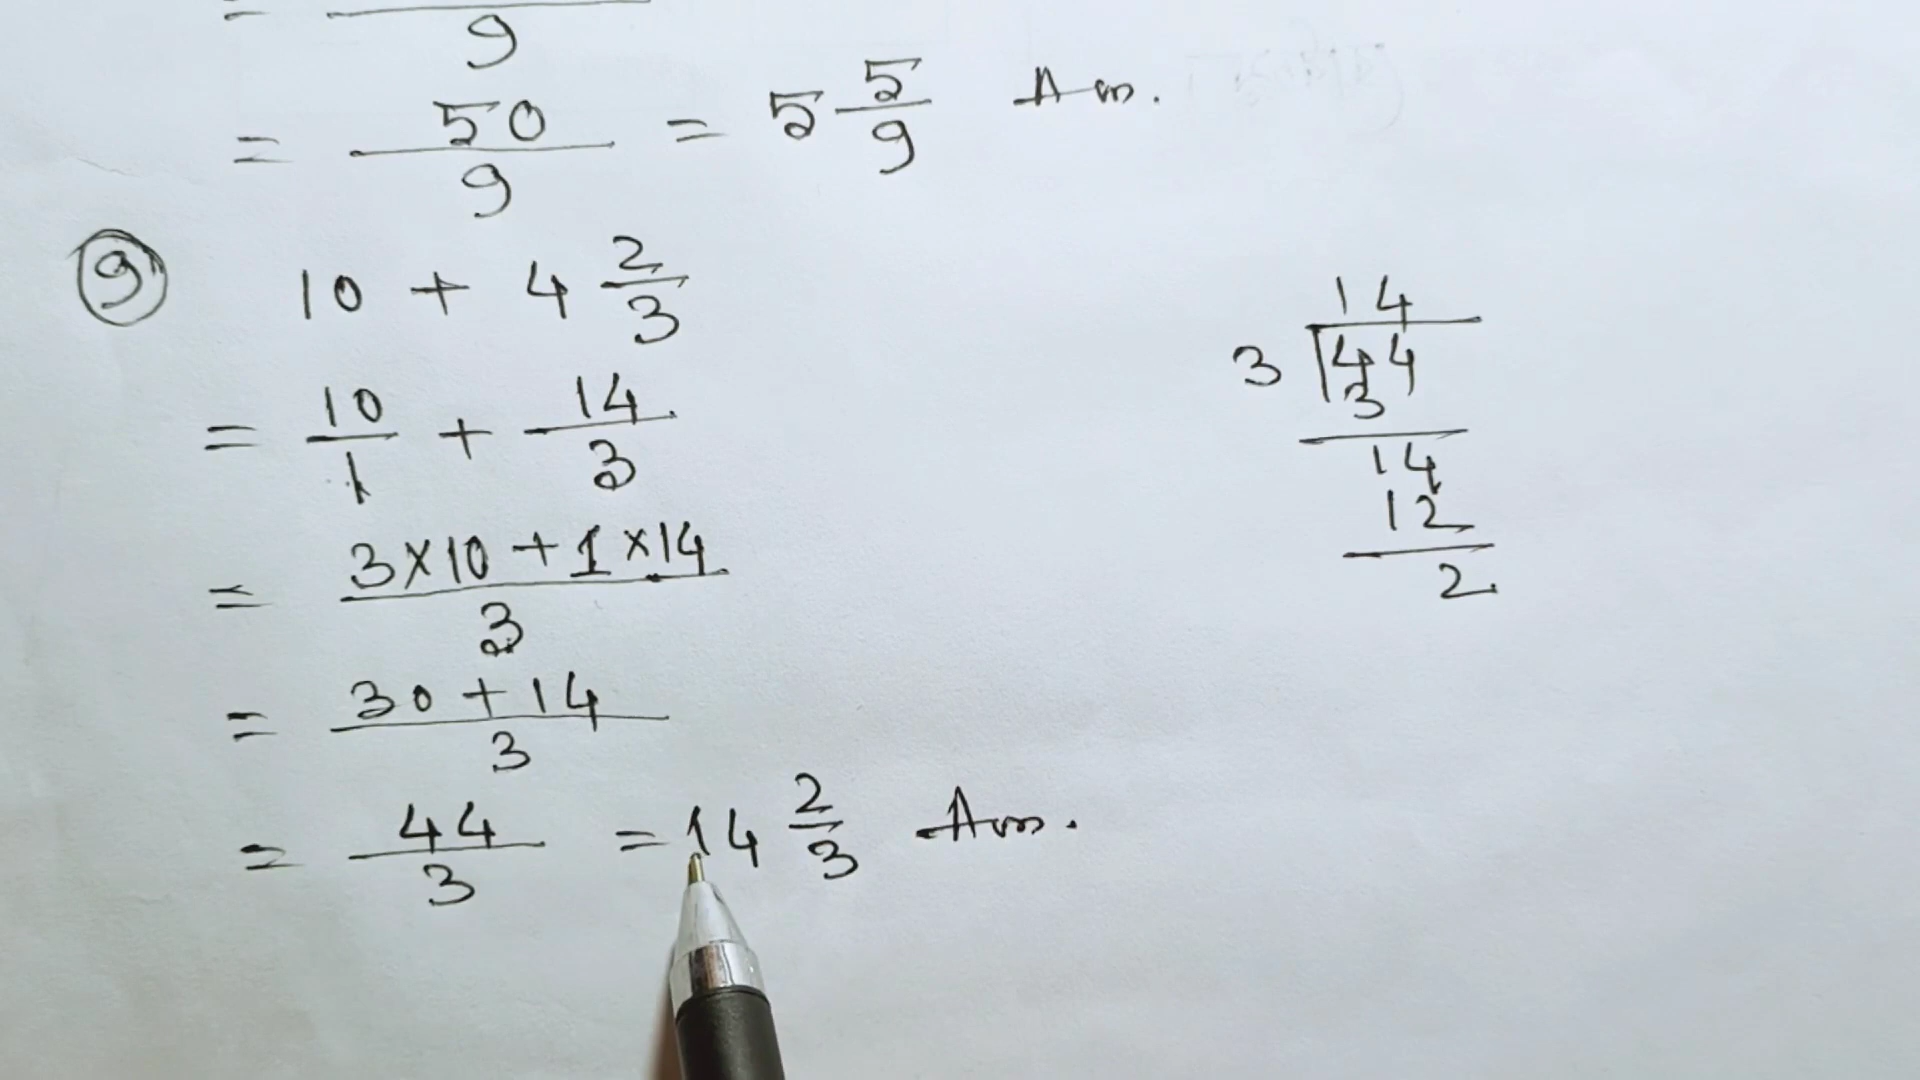 = 9
= 50/9 = 5 5/9 Ans.
9 10 + 4 2/3
= 10/1 + 14/3
= 3×10 + 1×14 / 3
= 30 + 14 / 3
= 44/3 = 14 2/3 Ans.
14
3 44
3
14
12
2